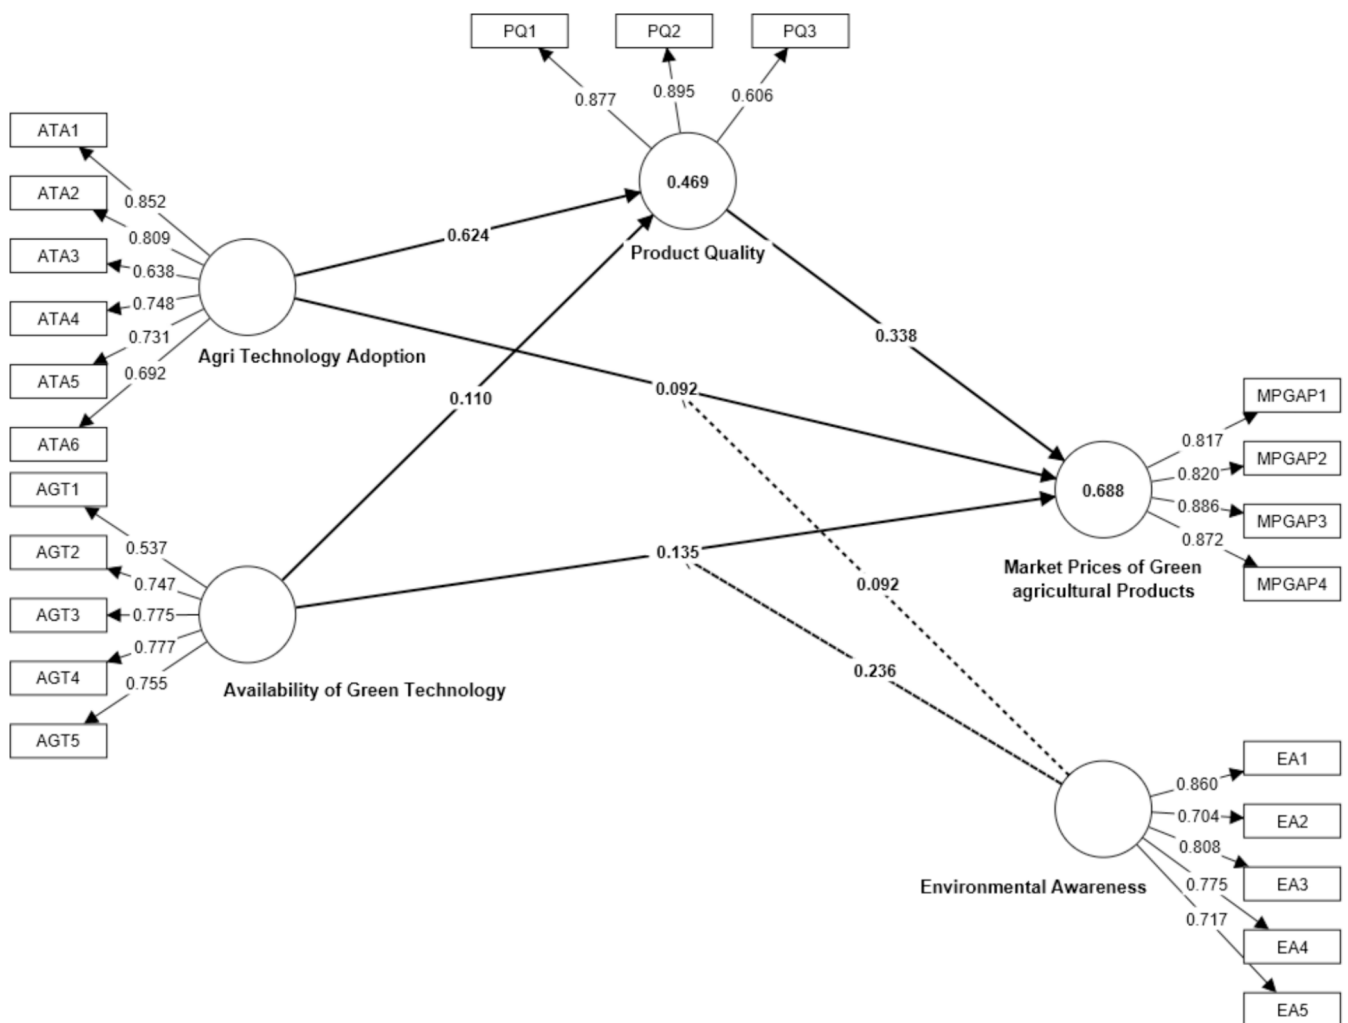 PQ1
PQ2
PQ3
0.877
0.895
0.606
0.469
Product Quality
ATA1
ATA2
ATA3
ATA4
ATA5
ATA6
0.852
0.809
0.638
0.748
0.731
0.692
Agri Technology Adoption
0.624
0.110
0.092
0.338
0.135
0.092
0.236
AGT1
AGT2
AGT3
AGT4
AGT5
0.537
0.747
0.775
0.777
0.755
Availability of Green Technology
0.688
Market Prices of Green
agricultural Products
0.817
0.820
0.886
0.872
MPGAP1
MPGAP2
MPGAP3
MPGAP4
Environmental Awareness
0.860
0.704
0.808
0.775
0.717
EA1
EA2
EA3
EA4
EA5